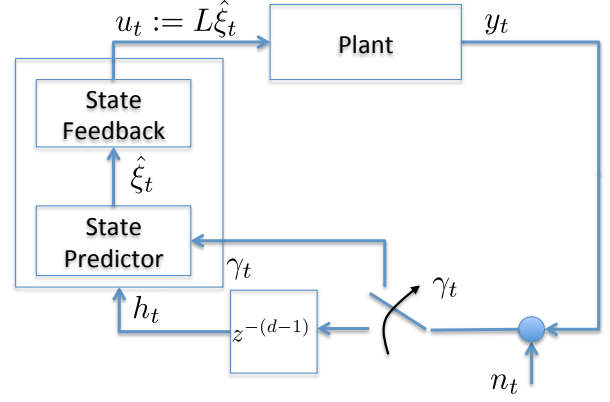 u_t := Lξ̂_t
Plant
y_t
State
Feedback
ξ̂_t
State
Predictor
γ_t
γ_t
h_t
z^{-(d-1)}
n_t